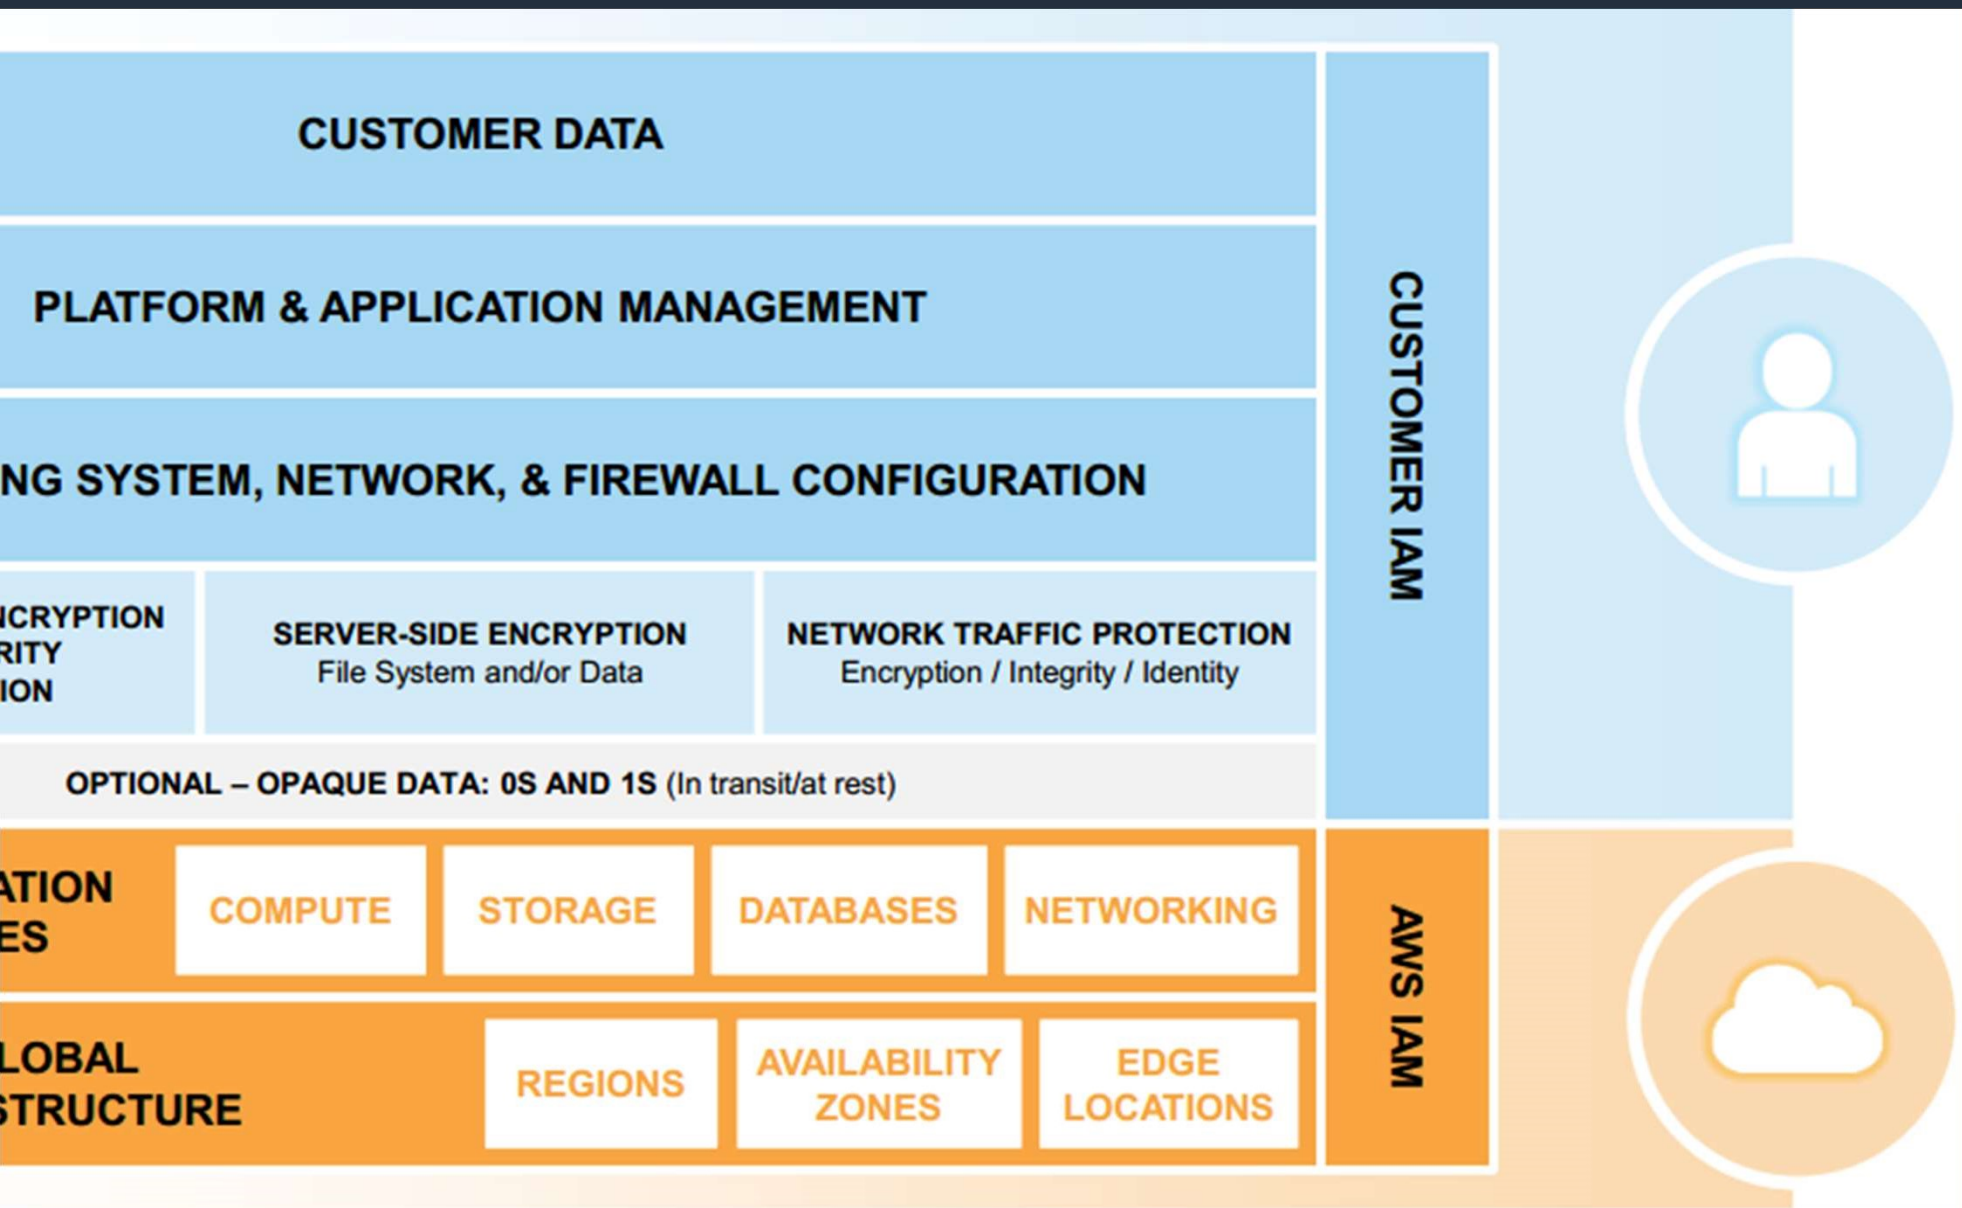 CUSTOMER DATA
PLATFORM & APPLICATION MANAGEMENT
NG SYSTEM, NETWORK, & FIREWALL CONFIGURATION
CUSTOMER IAM
NCRYPTION
RITY
ION
SERVER-SIDE ENCRYPTION
File System and/or Data
NETWORK TRAFFIC PROTECTION
Encryption / Integrity / Identity
OPTIONAL – OPAQUE DATA: 0S AND 1S (In transit/at rest)
ATION
ES
COMPUTE
STORAGE
DATABASES
NETWORKING
AWS IAM
LOBAL
STRUCTURE
REGIONS
AVAILABILITY
ZONES
EDGE
LOCATIONS